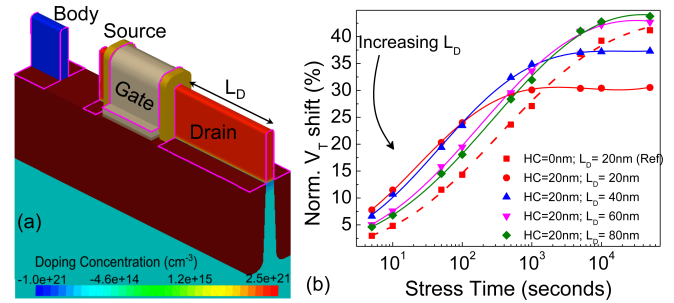 Body
Source
Gate
L_D
Drain
(a)
Doping Concentration (cm⁻³)
-1.0e+21 -4.6e+14 1.2e+15 2.5e+21
Norm. V_T shift (%)
45
40
35
30
25
20
15
10
5
Increasing L_D
HC=0nm; L_D= 20nm (Ref)
HC=20nm; L_D= 20nm
HC=20nm; L_D= 40nm
HC=20nm; L_D= 60nm
HC=20nm; L_D= 80nm
10¹ 10² 10³ 10⁴
Stress Time (seconds)
(b)